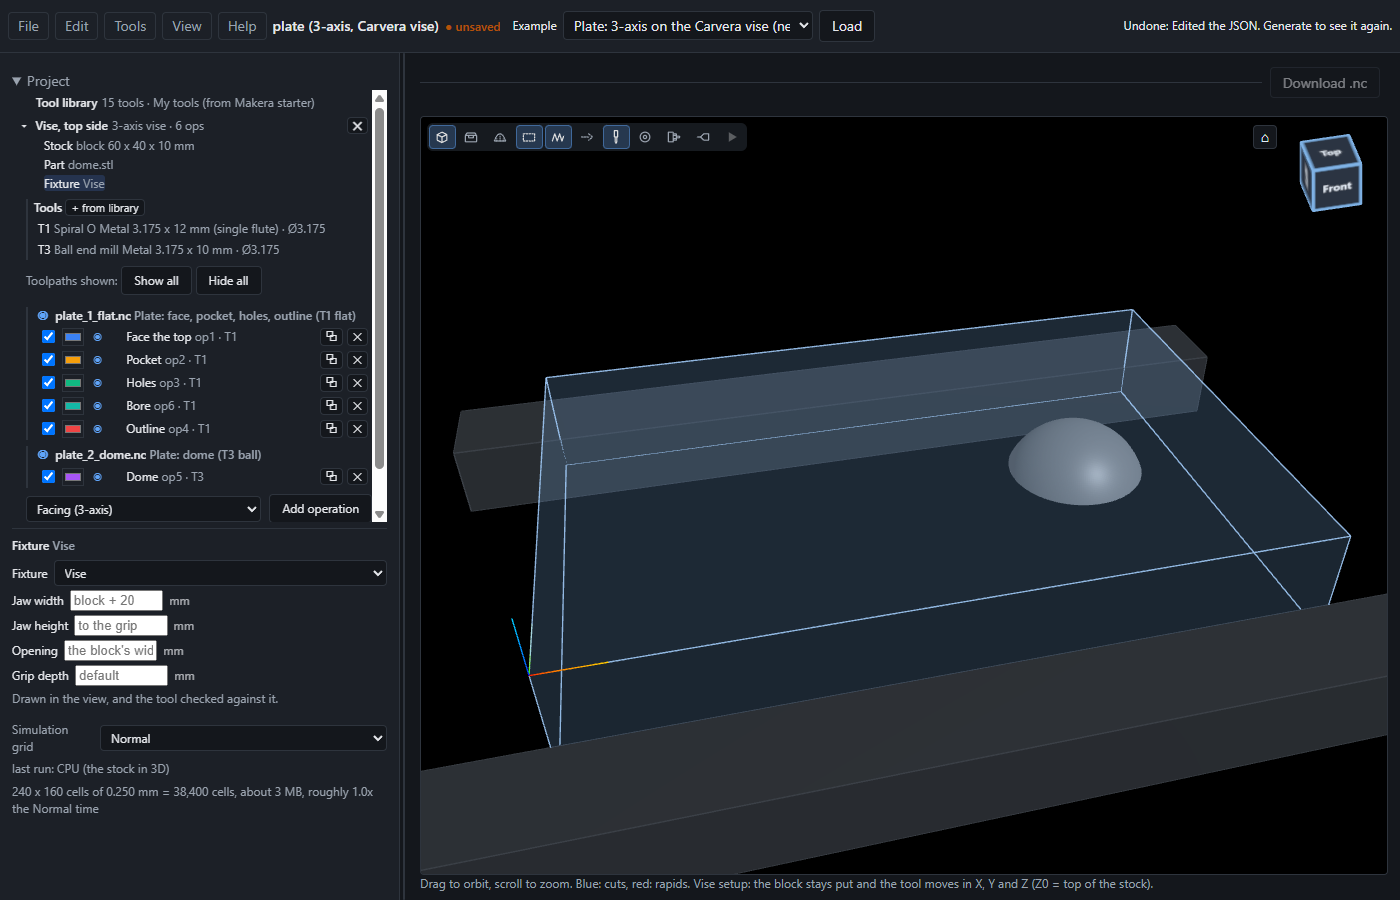 File Edit Tools View Help plate (3-axis, Carvera vise) • unsaved Example Plate: 3-axis on the Carvera vise (ne Load Undone: Edited the JSON. Generate to see it again.
Project
Download .nc
Tool library 15 tools · My tools (from Makera starter)
Vise, top side 3-axis vise · 6 ops
Stock block 60 x 40 x 10 mm
Part dome.stl
Fixture Vise
Tools + from library
T1 Spiral O Metal 3.175 x 12 mm (single flute) · Ø3.175
T3 Ball end mill Metal 3.175 x 10 mm · Ø3.175
Toolpaths shown: Show all Hide all
plate_1_flat.nc Plate: face, pocket, holes, outline (T1 flat)
Face the top op1 · T1
Pocket op2 · T1
Holes op3 · T1
Bore op6 · T1
Outline op4 · T1
plate_2_dome.nc Plate: dome (T3 ball)
Dome op5 · T3
Facing (3-axis) Add operation
Fixture Vise
Fixture Vise
Jaw width block + 20 mm
Jaw height to the grip mm
Opening the block's wid mm
Grip depth default mm
Drawn in the view, and the tool checked against it.
Simulation grid Normal
last run: CPU (the stock in 3D)
240 x 160 cells of 0.250 mm = 38,400 cells, about 3 MB, roughly 1.0x
the Normal time
Top
Front
Drag to orbit, scroll to zoom. Blue: cuts, red: rapids. Vise setup: the block stays put and the tool moves in X, Y and Z (Z0 = top of the stock).